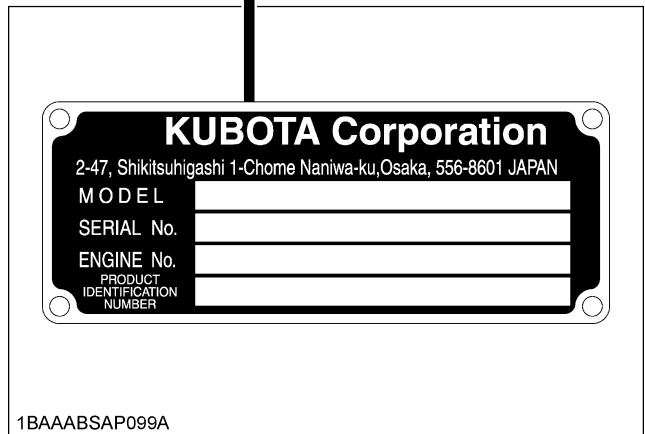 KUBOTA Corporation
2-47, Shikitsuhigashi 1-Chome Naniwa-ku,Osaka, 556-8601 JAPAN
MODEL
SERIAL No.
ENGINE No.
PRODUCT
IDENTIFICATION
NUMBER
1BAAABSAP099A